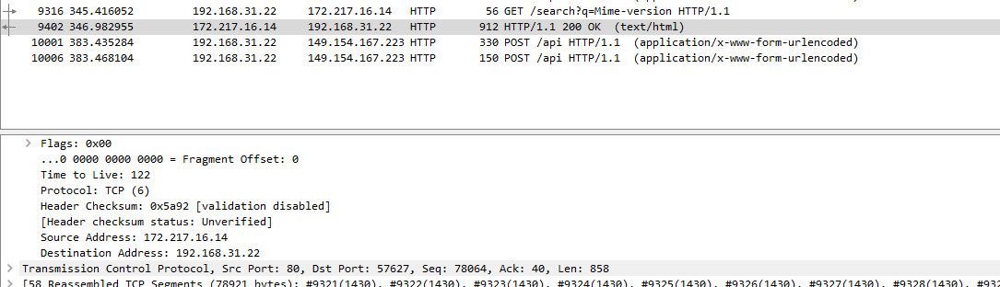 9316 345.416052 192.168.31.22 172.217.16.14 HTTP 56 GET /search?q=Mime-version HTTP/1.1
9402 346.982955 172.217.16.14 192.168.31.22 HTTP 912 HTTP/1.1 200 OK (text/html)
10001 383.435284 192.168.31.22 149.154.167.223 HTTP 330 POST /api HTTP/1.1 (application/x-www-form-urlencoded)
10006 383.468104 192.168.31.22 149.154.167.223 HTTP 150 POST /api HTTP/1.1 (application/x-www-form-urlencoded)
Flags: 0x00
...0 0000 0000 0000 = Fragment Offset: 0
Time to Live: 122
Protocol: TCP (6)
Header Checksum: 0x5a92 [validation disabled]
[Header checksum status: Unverified]
Source Address: 172.217.16.14
Destination Address: 192.168.31.22
Transmission Control Protocol, Src Port: 80, Dst Port: 57627, Seq: 78064, Ack: 40, Len: 858
[58 Reassembled TCP Segments (78921 bytes): #9321(1430), #9322(1430), #9323(1430), #9324(1430), #9325(1430), #9326(1430), #9327(1430), #9328(1430),